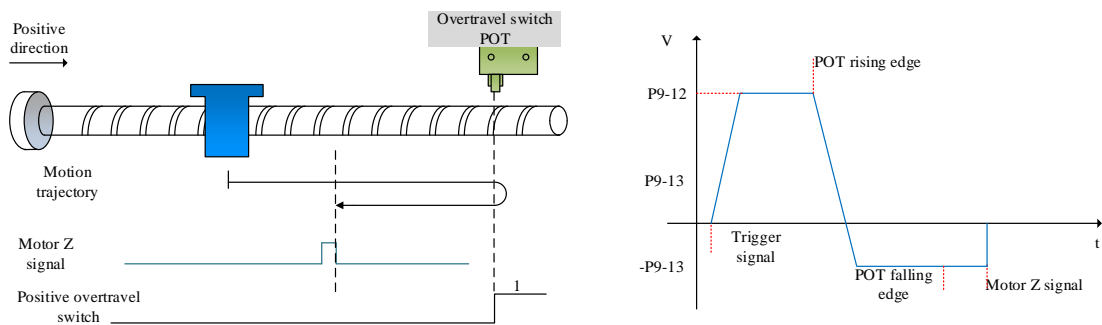 Positive
direction
Overtravel switch
POT
Motion
trajectory
Motor Z
signal
Positive overtravel
switch
1
V
POT rising edge
P9-12
P9-13
Trigger
signal
t
-P9-13
POT falling
edge
Motor Z signal